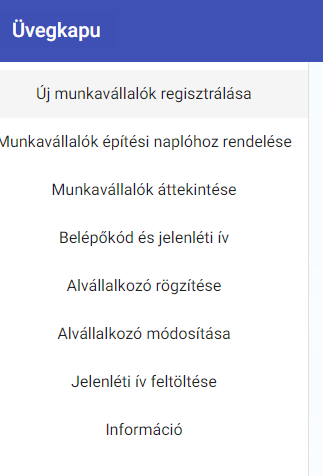 Üvegkapu
Új munkavállalók regisztrálása
Munkavállalók építési naplóhoz rendelése
Munkavállalók áttekintése
Belépőkód és jelenléti ív
Alvállalkozó rögzítése
Alvállalkozó módosítása
Jelenléti ív feltöltése
Információ